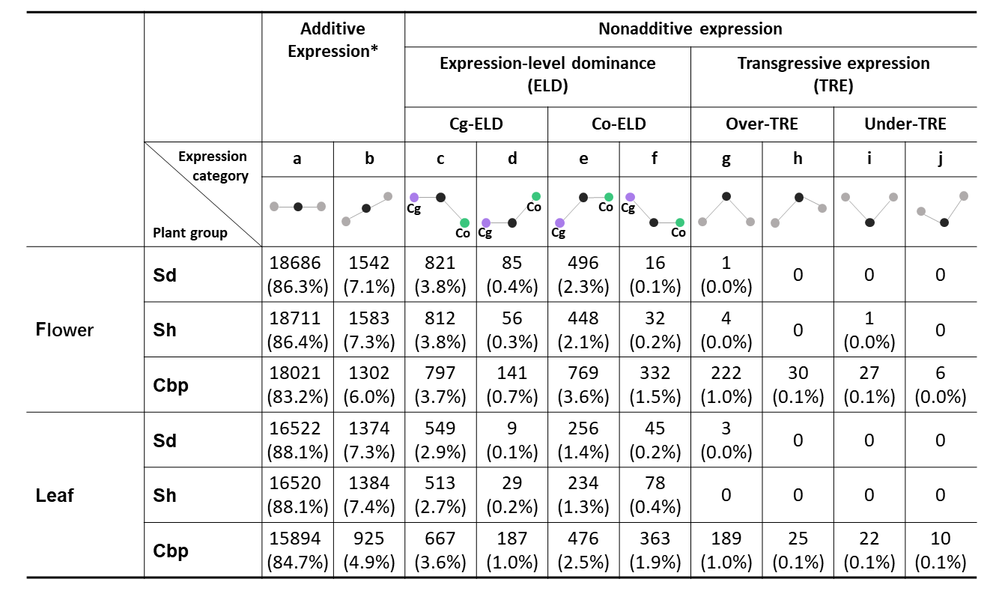 Additive
Expression*
Nonadditive expression
Expression-level dominance
(ELD)
Transgressive expression
(TRE)
Cg-ELD
Co-ELD
Over-TRE
Under-TRE
Expression
category
Plant group
a b c d e f g h i j
Cg Co Cg Co Cg Co Cg Co
Flower
Sd
18686 1542 821 85 496 16 1 0 0 0
(86.3%) (7.1%) (3.8%) (0.4%) (2.3%) (0.1%) (0.0%)
Sh
18711 1583 812 56 448 32 4 0 1 0
(86.4%) (7.3%) (3.8%) (0.3%) (2.1%) (0.2%) (0.0%) (0.0%)
Cbp
18021 1302 797 141 769 332 222 30 27 6
(83.2%) (6.0%) (3.7%) (0.7%) (3.6%) (1.5%) (1.0%) (0.1%) (0.1%) (0.0%)
Leaf
Sd
16522 1374 549 9 256 45 3 0 0 0
(88.1%) (7.3%) (2.9%) (0.1%) (1.4%) (0.2%) (0.0%)
Sh
16520 1384 513 29 234 78 0 0 0 0
(88.1%) (7.4%) (2.7%) (0.2%) (1.3%) (0.4%)
Cbp
15894 925 667 187 476 363 189 25 22 10
(84.7%) (4.9%) (3.6%) (1.0%) (2.5%) (1.9%) (1.0%) (0.1%) (0.1%) (0.1%)